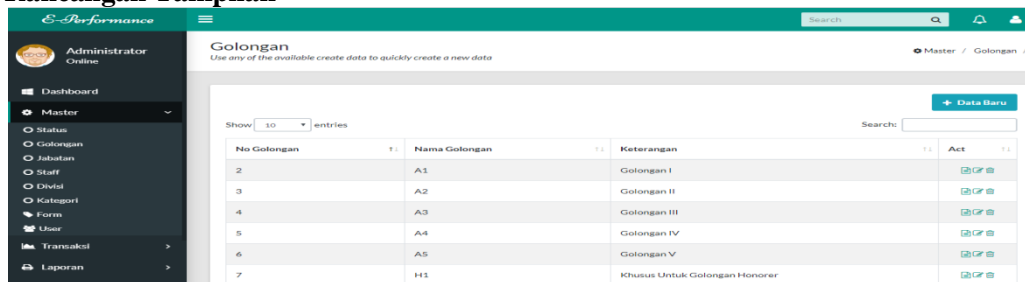 Rancangan Tampilan
E-Performance
Search
Administrator
Online
Golongan
Use any of the available create data to quickly create a new data
Master / Golongan /
Dashboard
Master
Status
Golongan
Jabatan
Staff
Divisi
Kategori
Form
User
Transaksi
Laporan
+ Data Baru
Show 10 entries
Search:
No Golongan Nama Golongan Keterangan Act
2 A1 Golongan I
3 A2 Golongan II
4 A3 Golongan III
5 A4 Golongan IV
6 A5 Golongan V
7 H1 Khusus Untuk Golongan Honorer